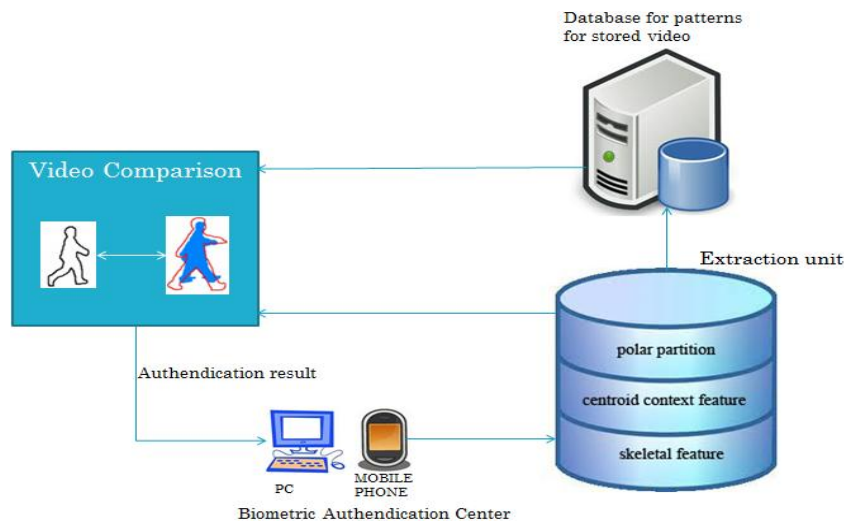 Database for patterns
for stored video
Video Comparison
Extraction unit
polar partition
centroid context feature
skeletal feature
Authendication result
PC
MOBILE
PHONE
Biometric Authendication Center